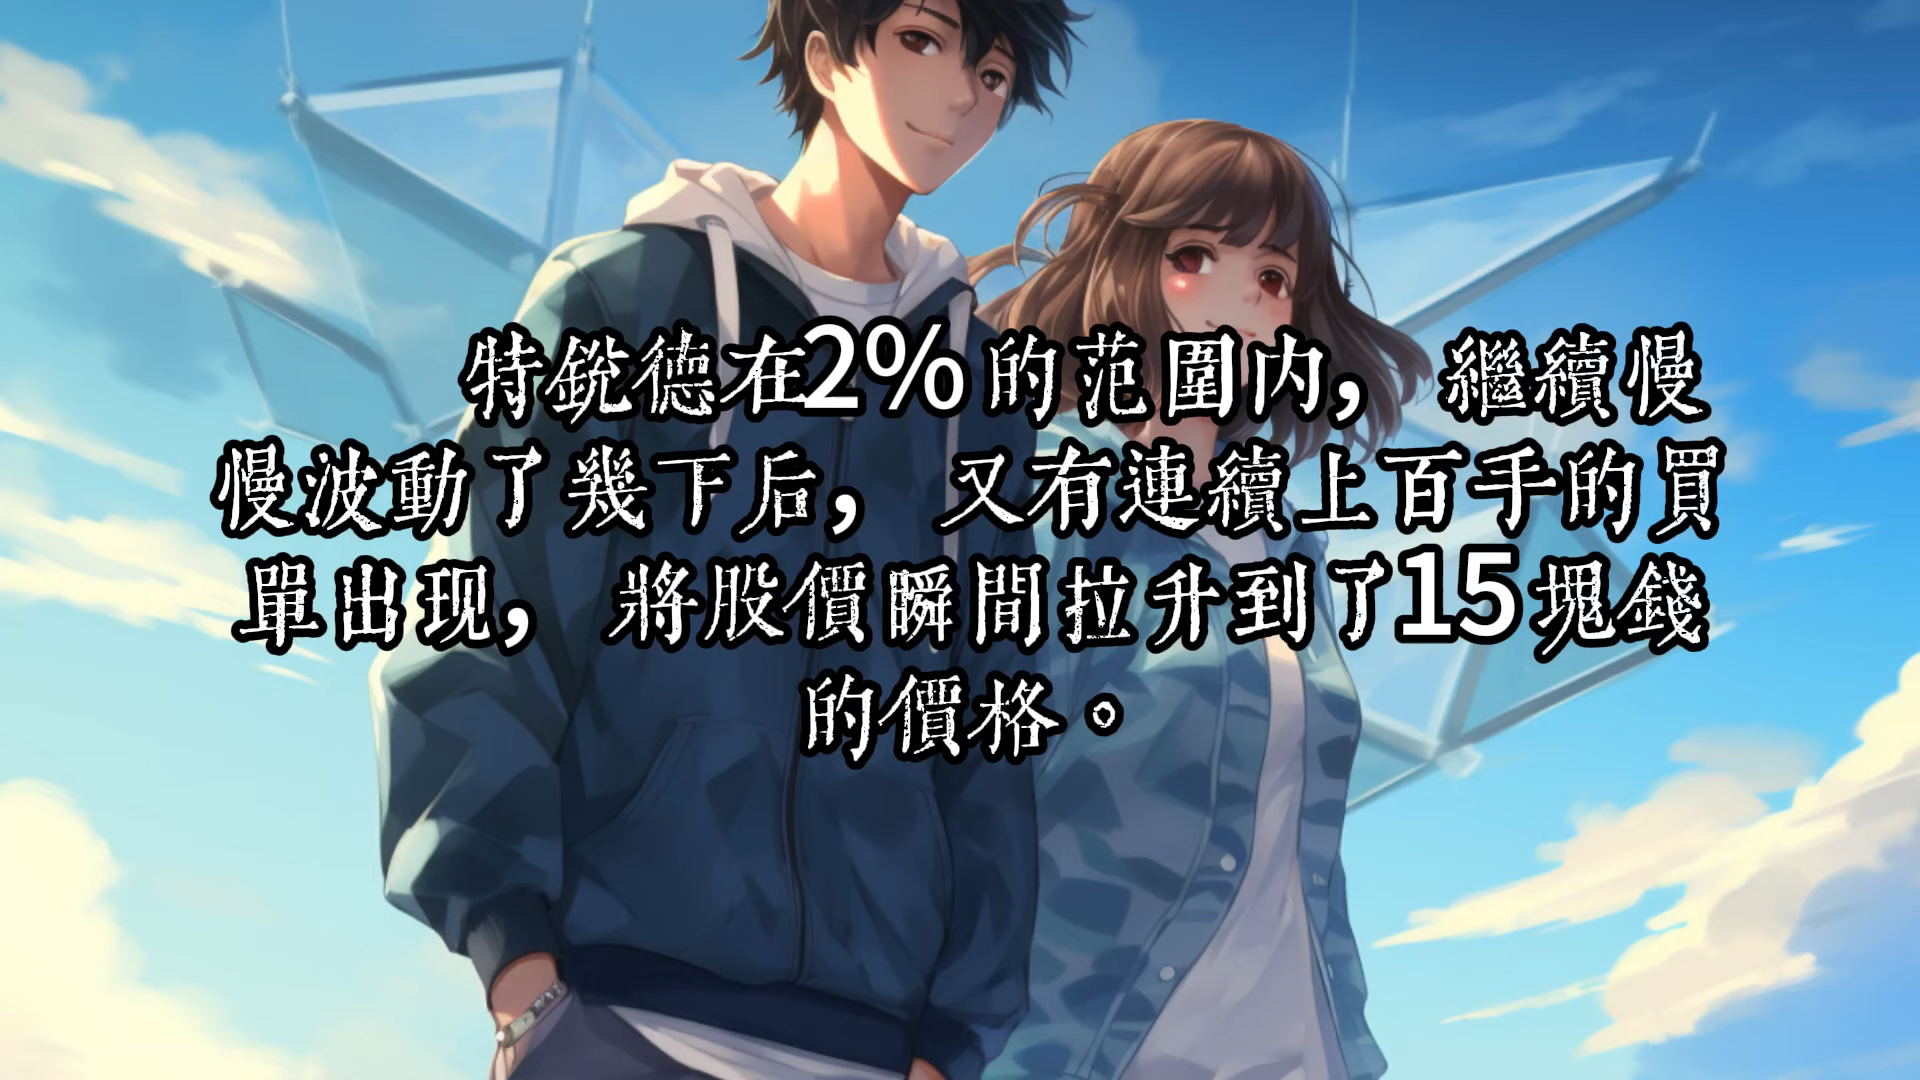 特銳德在2%的范圍内，繼續慢
慢波動了幾下后，又有連續上百手的買
單出现，將股價瞬間拉升到了15塊錢
的價格。